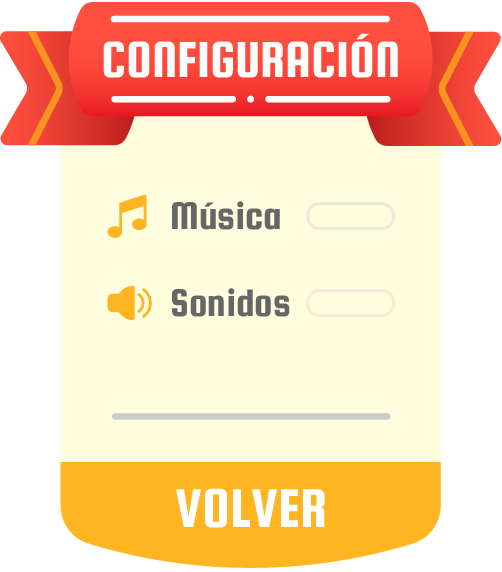 CONFIGURACIÓN
Música
Sonidos
VOLVER